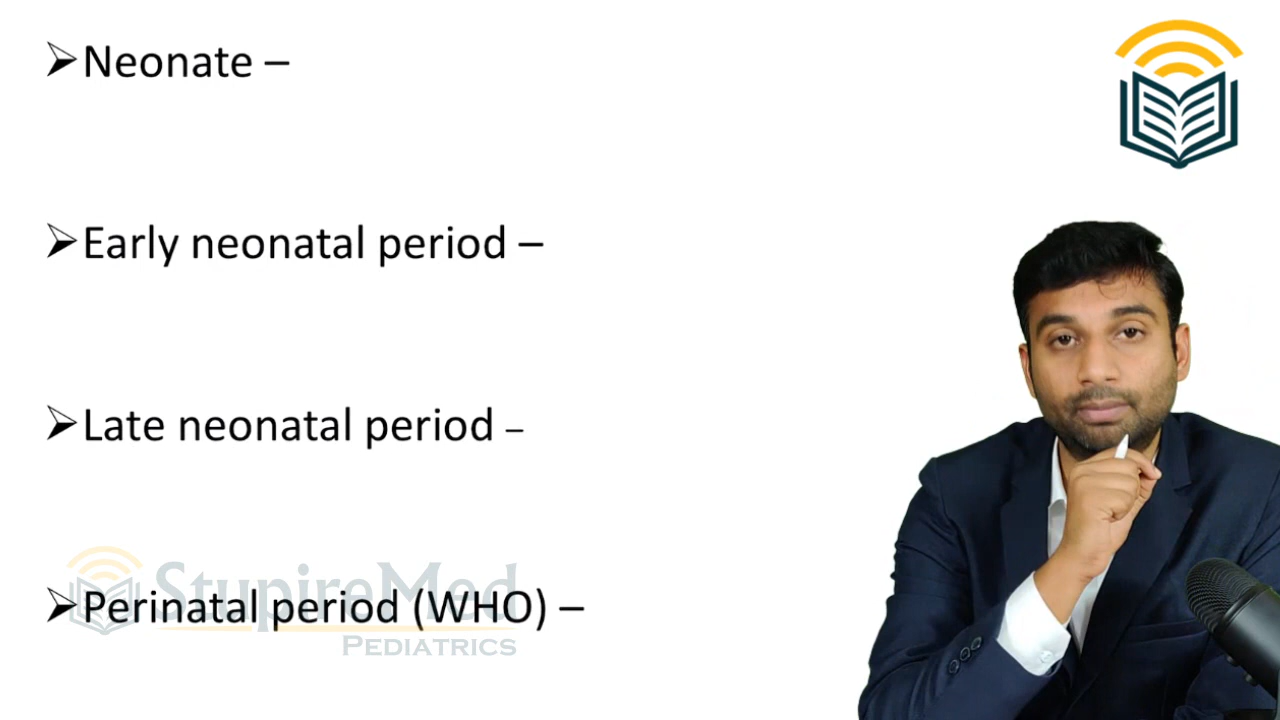 ➢Neonate –
➢Early neonatal period –
➢Late neonatal period –
StupireMed
➢Perinatal period (WHO) –
PEDIATRICS